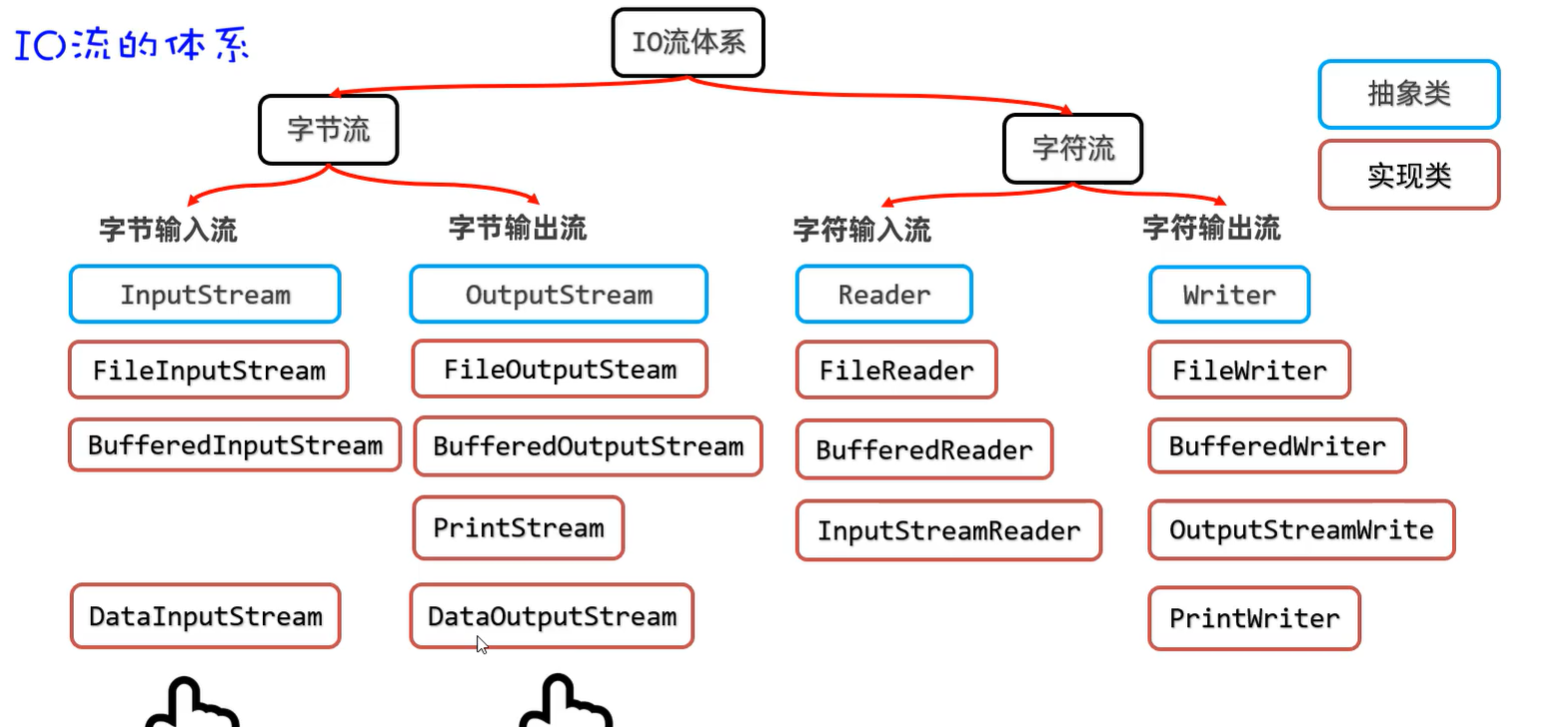 IO流的体系
IO流体系
字节流
字符流
抽象类
实现类
字节输入流
字节输出流
字符输入流
字符输出流
InputStream
OutputStream
Reader
Writer
FileInputStream
FileOutputSteam
FileReader
FileWriter
BufferedInputStream
BufferedOutputStream
BufferedReader
BufferedWriter
PrintStream
InputStreamReader
OutputStreamWrite
DataInputStream
DataOutputStream
PrintWriter